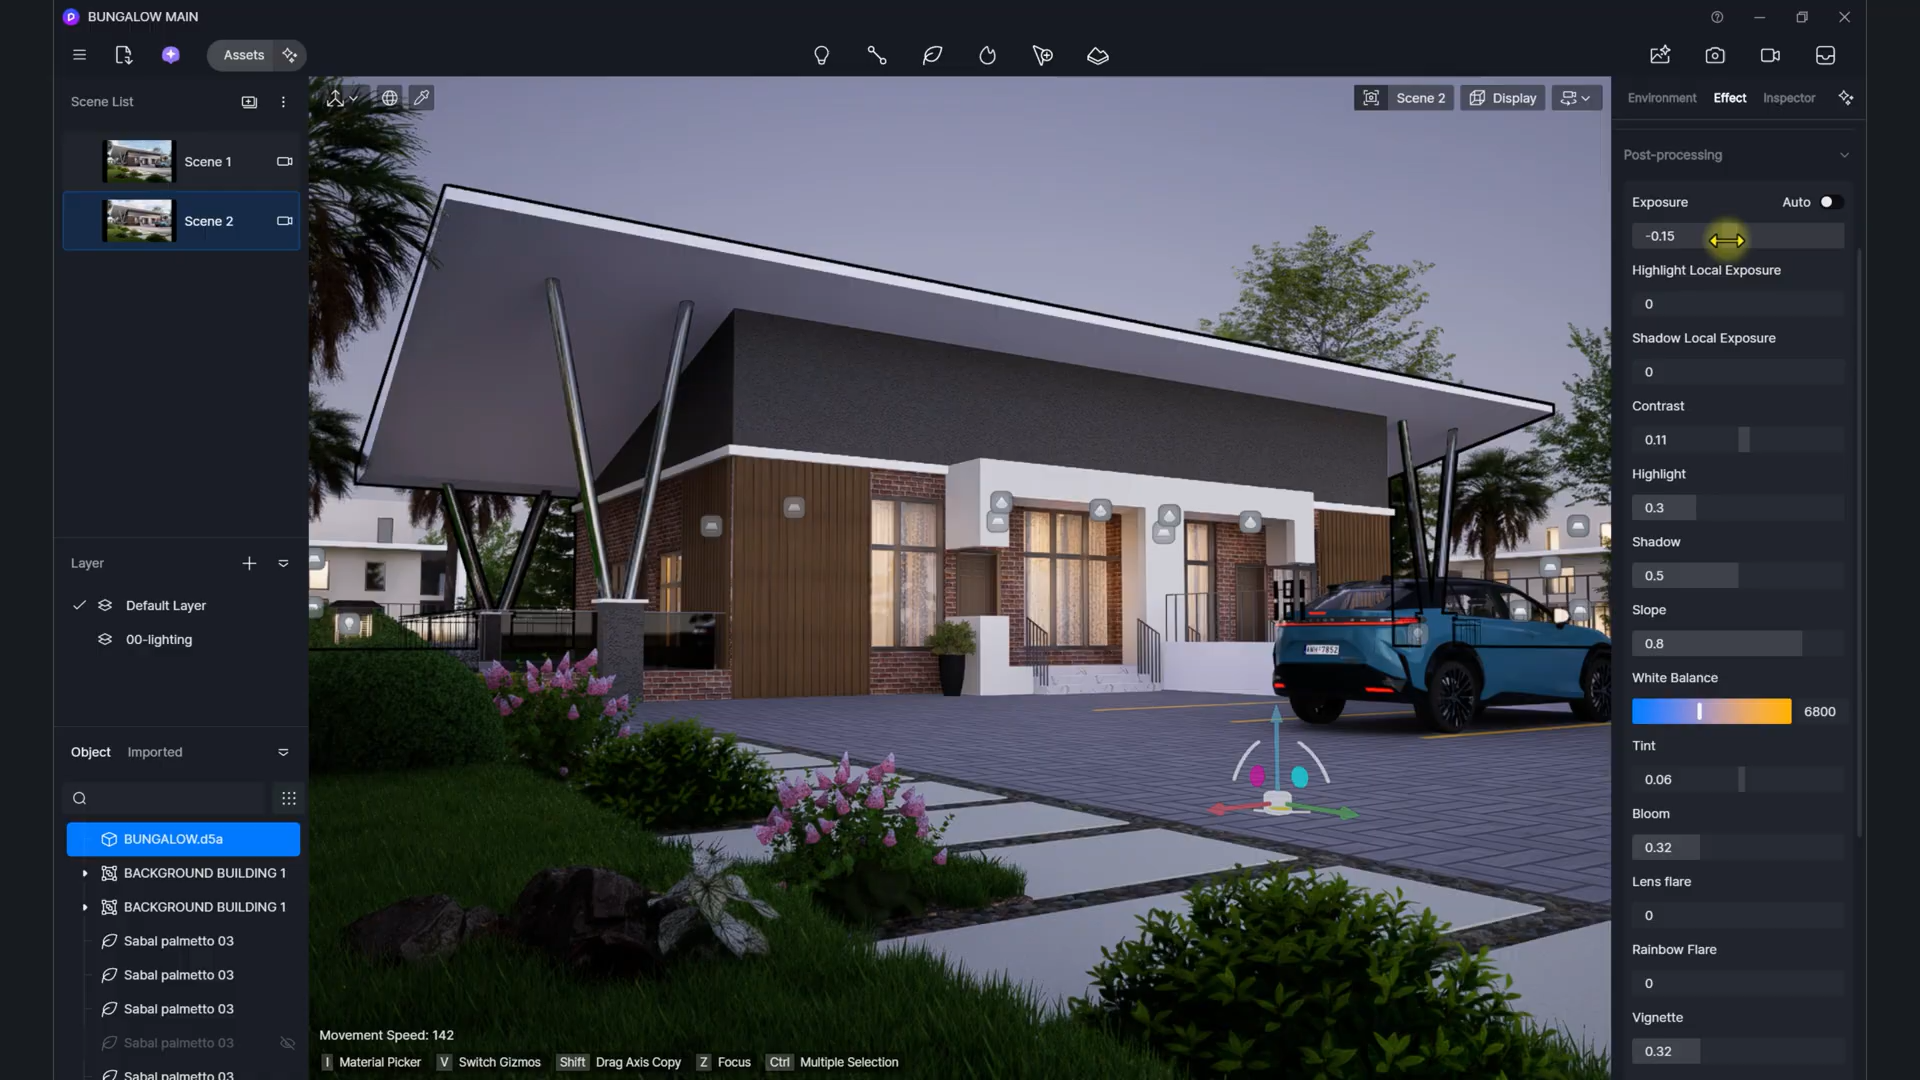 BUNGALOW MAIN
Assets
Scene List
Scene 1
Scene 2
Layer
Default Layer
00-lighting
Object
Imported
BUNGALOW.d5a
BACKGROUND BUILDING 1
BACKGROUND BUILDING 1
Sabal palmetto 03
Sabal palmetto 03
Sabal palmetto 03
Sabal palmetto 03
Sabal palmetto 03
Scene 2
Display
Movement Speed: 142
I Material Picker V Switch Gizmos Shift Drag Axis Copy Z Focus Ctrl Multiple Selection
Environment Effect Inspector
Post-processing
Exposure Auto
-0.15
Highlight Local Exposure
0
Shadow Local Exposure
0
Contrast
0.11
Highlight
0.3
Shadow
0.5
Slope
0.8
White Balance
6800
Tint
0.06
Bloom
0.32
Lens flare
0
Rainbow Flare
0
Vignette
0.32